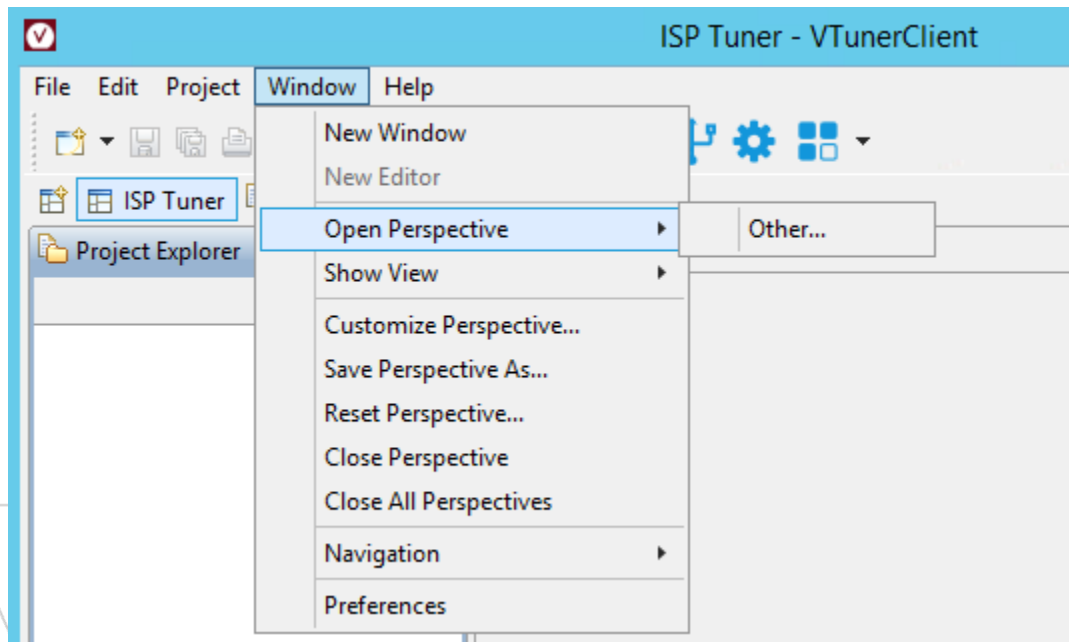 ISP Tuner - VTunerClient
File Edit Project Window Help
New Window
New Editor
ISP Tuner
Open Perspective
Other...
Project Explorer
Show View
Customize Perspective...
Save Perspective As...
Reset Perspective...
Close Perspective
Close All Perspectives
Navigation
Preferences